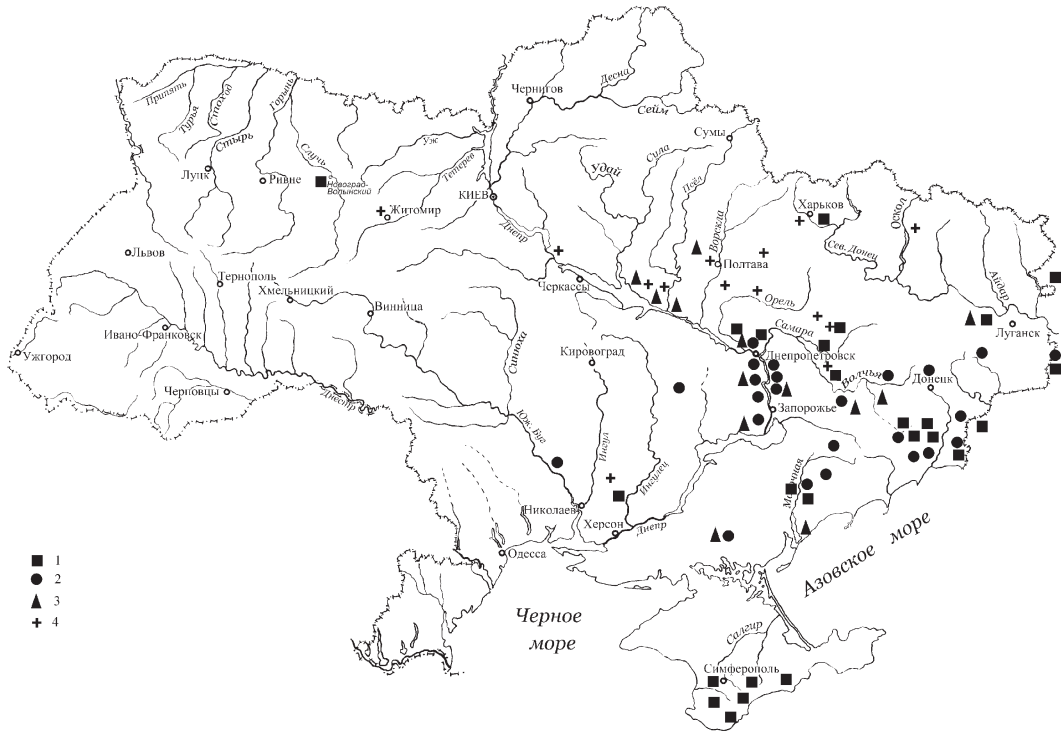 Десна
Припять
Турья
Стоход
Горынь
Чернигов
Сейм
Стырь
Уж
Сумы
Случь
Сула
Удай
Тетерев
Псёл
Луцк
Ривне
Новоград-
Волынский
КИЕВ
Житомир
Харьков
Оскол
Ворскла
Днепр
Сев. Донец
Львов
Полтава
Айдар
Тернополь
Черкассы
Хмельницкий
Винница
Орель
Ивано-Франковск
Самара
Луганск
Синюха
Ужгород
Кировоград
Днепропетровск
Волчья
Донецк
Черновцы
Днестр
Запорожье
Юж. Буг
Ингул
Ингулец
Молочная
Николаев
Херсон
Днепр
Одесса
Азовское море
1
2
3
4
Черное
море
Салгир
Симферополь